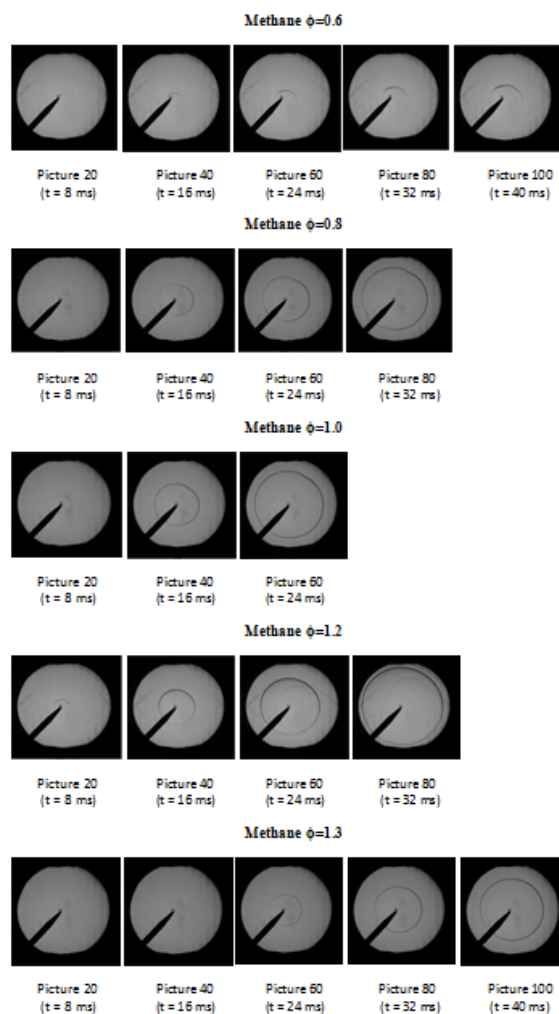 Methane ϕ=0.6
Picture 20 Picture 40 Picture 60 Picture 80 Picture 100
(t = 8 ms) (t = 16 ms) (t = 24 ms) (t = 32 ms) (t = 40 ms)
Methane ϕ=0.8
Picture 20 Picture 40 Picture 60 Picture 80
(t = 8 ms) (t = 16 ms) (t = 24 ms) (t = 32 ms)
Methane ϕ=1.0
Picture 20 Picture 40 Picture 60
(t = 8 ms) (t = 16 ms) (t = 24 ms)
Methane ϕ=1.2
Picture 20 Picture 40 Picture 60 Picture 80
(t = 8 ms) (t = 16 ms) (t = 24 ms) (t = 32 ms)
Methane ϕ=1.3
Picture 20 Picture 40 Picture 60 Picture 80 Picture 100
(t = 8 ms) (t = 16 ms) (t = 24 ms) (t = 32 ms) (t = 40 ms)